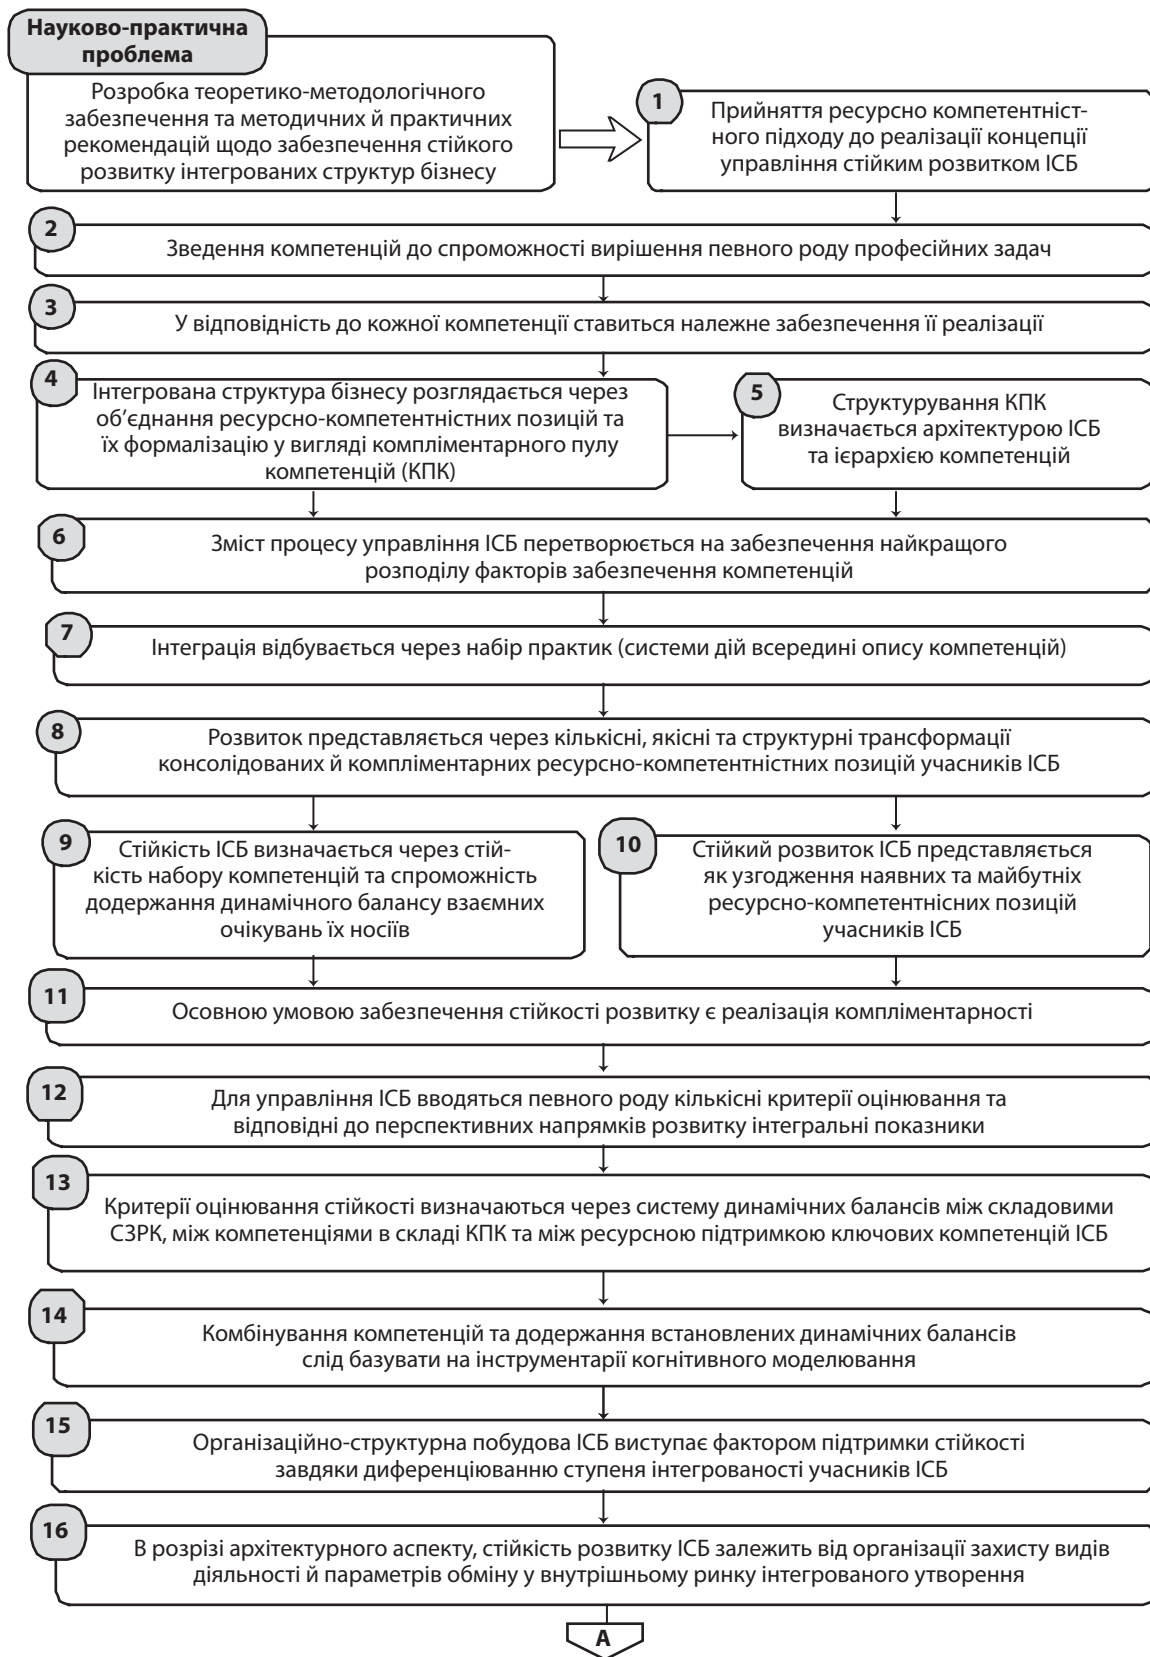 Науково-практична
проблема
Розробка теоретико-методологічного
забезпечення та методичних й практичних
рекомендацій щодо забезпечення стійкого
розвитку інтегрованих структур бізнесу
1
Прийняття ресурсно компетентніст-
ного підходу до реалізації концепції
управління стійким розвитком ІСБ
2
Зведення компетенцій до спроможності вирішення певного роду професійних задач
3
У відповідність до кожної компетенції ставиться належне забезпечення її реалізації
4
Інтегрована структура бізнесу розглядається через
об’єднання ресурсно-компетентністних позицій та
їх формалізацію у вигляді компліментарного пулу
компетенцій (КПК)
5
Структурування КПК
визначається архітектурою ІСБ
та ієрархією компетенцій
6
Зміст процесу управління ІСБ перетворюється на забезпечення найкращого
розподілу факторів забезпечення компетенцій
7
Інтеграція відбувається через набір практик (системи дій всередині опису компетенцій)
8
Розвиток представляється через кількісні, якісні та структурні трансформації
консолідованих й компліментарних ресурсно-компетентністних позицій учасників ІСБ
9
Стійкість ІСБ визначається через стій-
кість набору компетенцій та спроможність
додержання динамічного балансу взаємних
очікувань їх носіїв
10
Стійкий розвиток ІСБ представляється
як узгодження наявних та майбутніх
ресурсно-компетентнісних позицій
учасників ІСБ
11
Основною умовою забезпечення стійкості розвитку є реалізація компліментарності
12
Для управління ІСБ вводяться певного роду кількісні критерії оцінювання та
відповідні до перспективних напрямків розвитку інтегральні показники
13
Критерії оцінювання стійкості визначаються через систему динамічних балансів між складовими
СЗРК, між компетенціями в складі КПК та між ресурсною підтримкою ключових компетенцій ІСБ
14
Комбінування компетенцій та додержання встановлених динамічних балансів
слід базувати на інструментарії когнітивного моделювання
15
Організаційно-структурна побудова ІСБ виступає фактором підтримки стійкості
завдяки диференціюванню ступеня інтегрованості учасників ІСБ
16
В розрізі архітектурного аспекту, стійкість розвитку ІСБ залежить від організації захисту видів
діяльності й параметрів обміну у внутрішньому ринку інтегрованого утворення
А